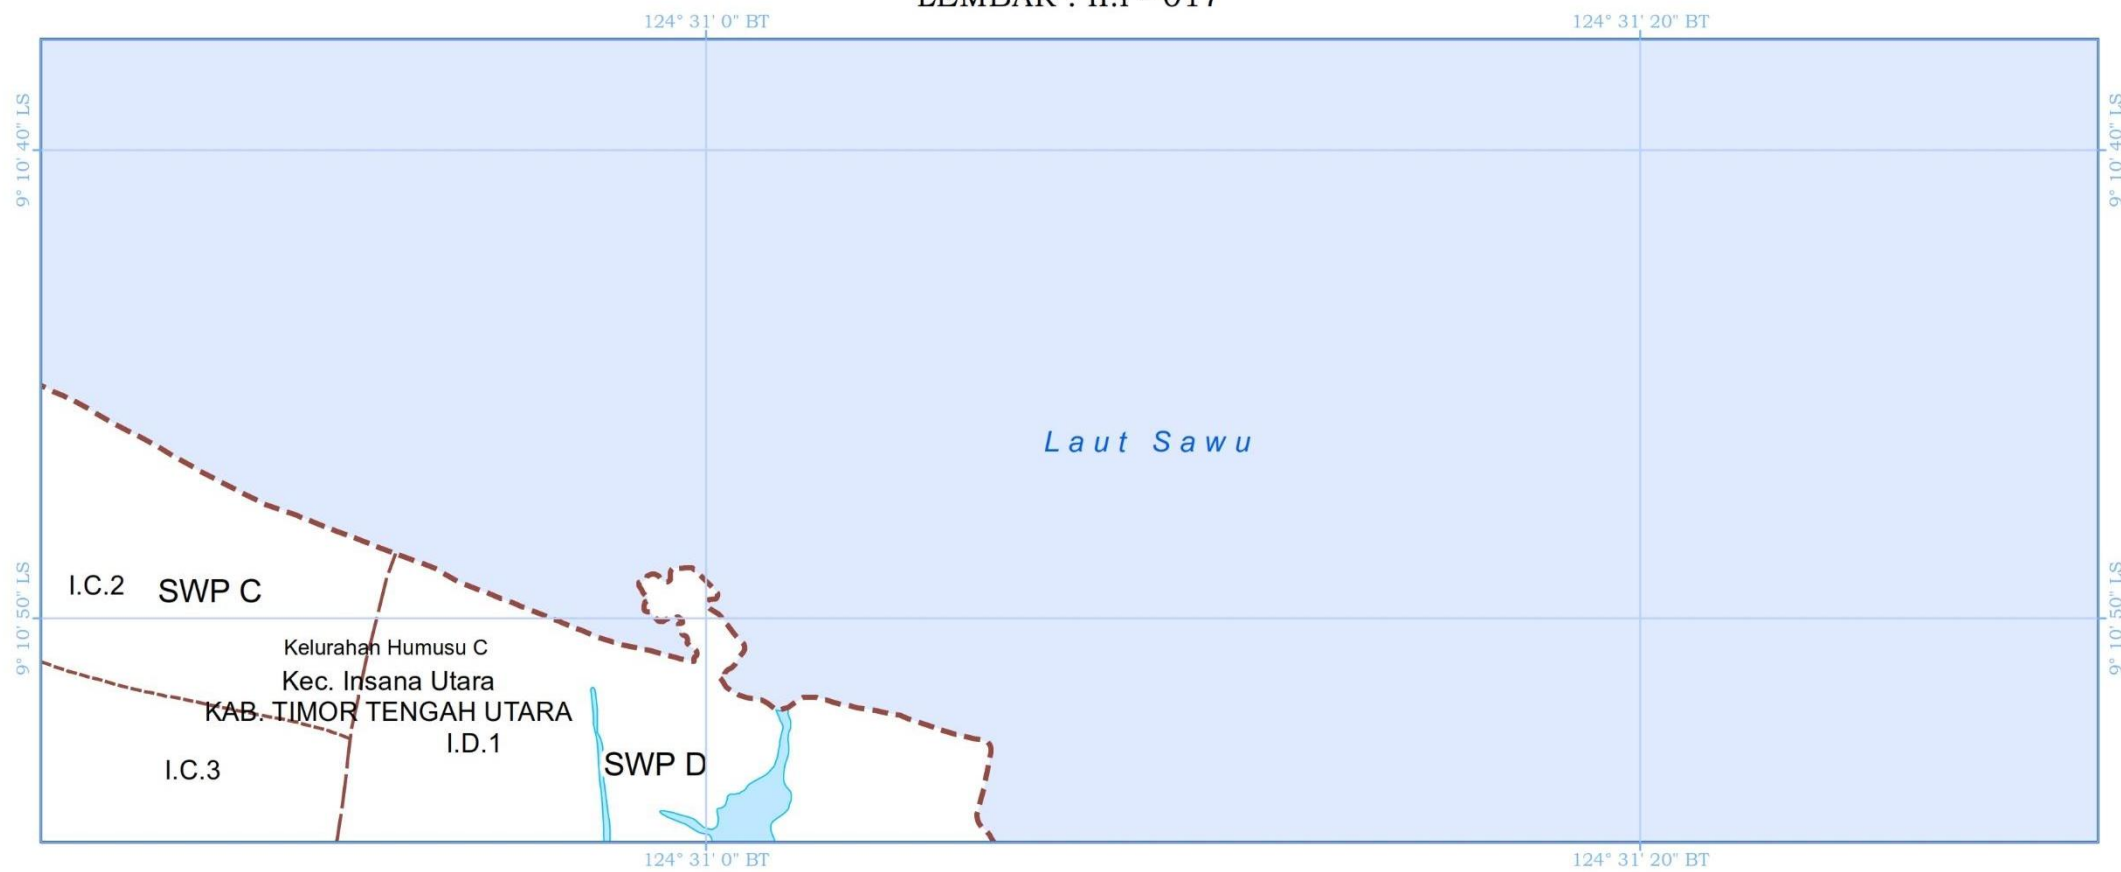 124° 31' 0" BT
124° 31' 20" BT
9° 10' 40" LS
9° 10' 40" LS
Laut Sawu
I.C.2
SWP C
9° 10' 50" LS
9° 10' 50" LS
Kelurahan Humusu C
Kec. Insana Utara
KAB. TIMOR TENGAH UTARA
I.D.1
I.C.3
SWP D
124° 31' 0" BT
124° 31' 20" BT